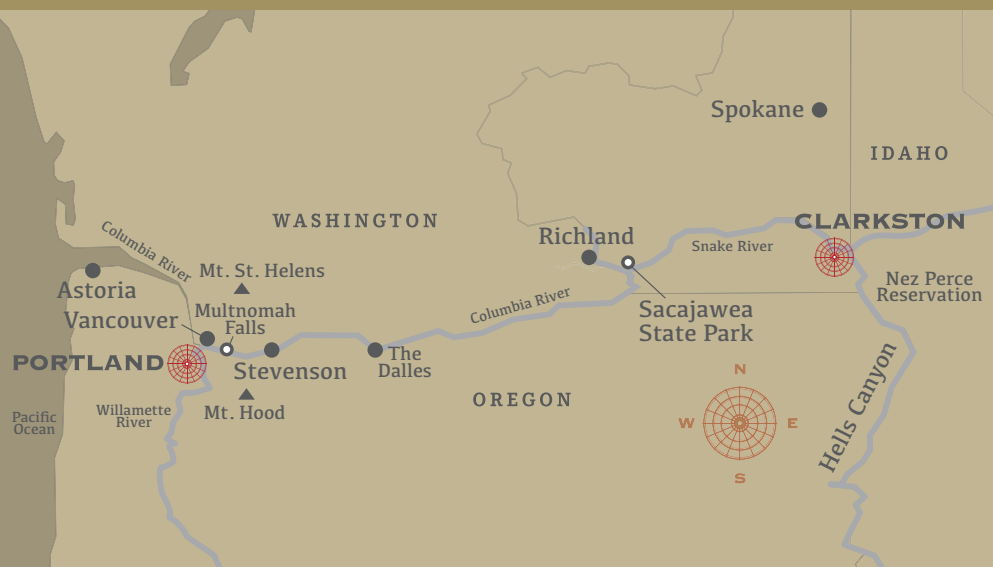 Spokane
IDAHO
WASHINGTON
CLARKSTON
Columbia River
Richland
Snake River
Mt. St. Helens
Astoria
Nez Perce
Reservation
Columbia River
Multnomah
Falls
Vancouver
Sacajawea
State Park
PORTLAND
Stevenson
The
Dalles
Hells Canyon
N
W
E
S
OREGON
Willamette
River
Mt. Hood
Pacific
Ocean